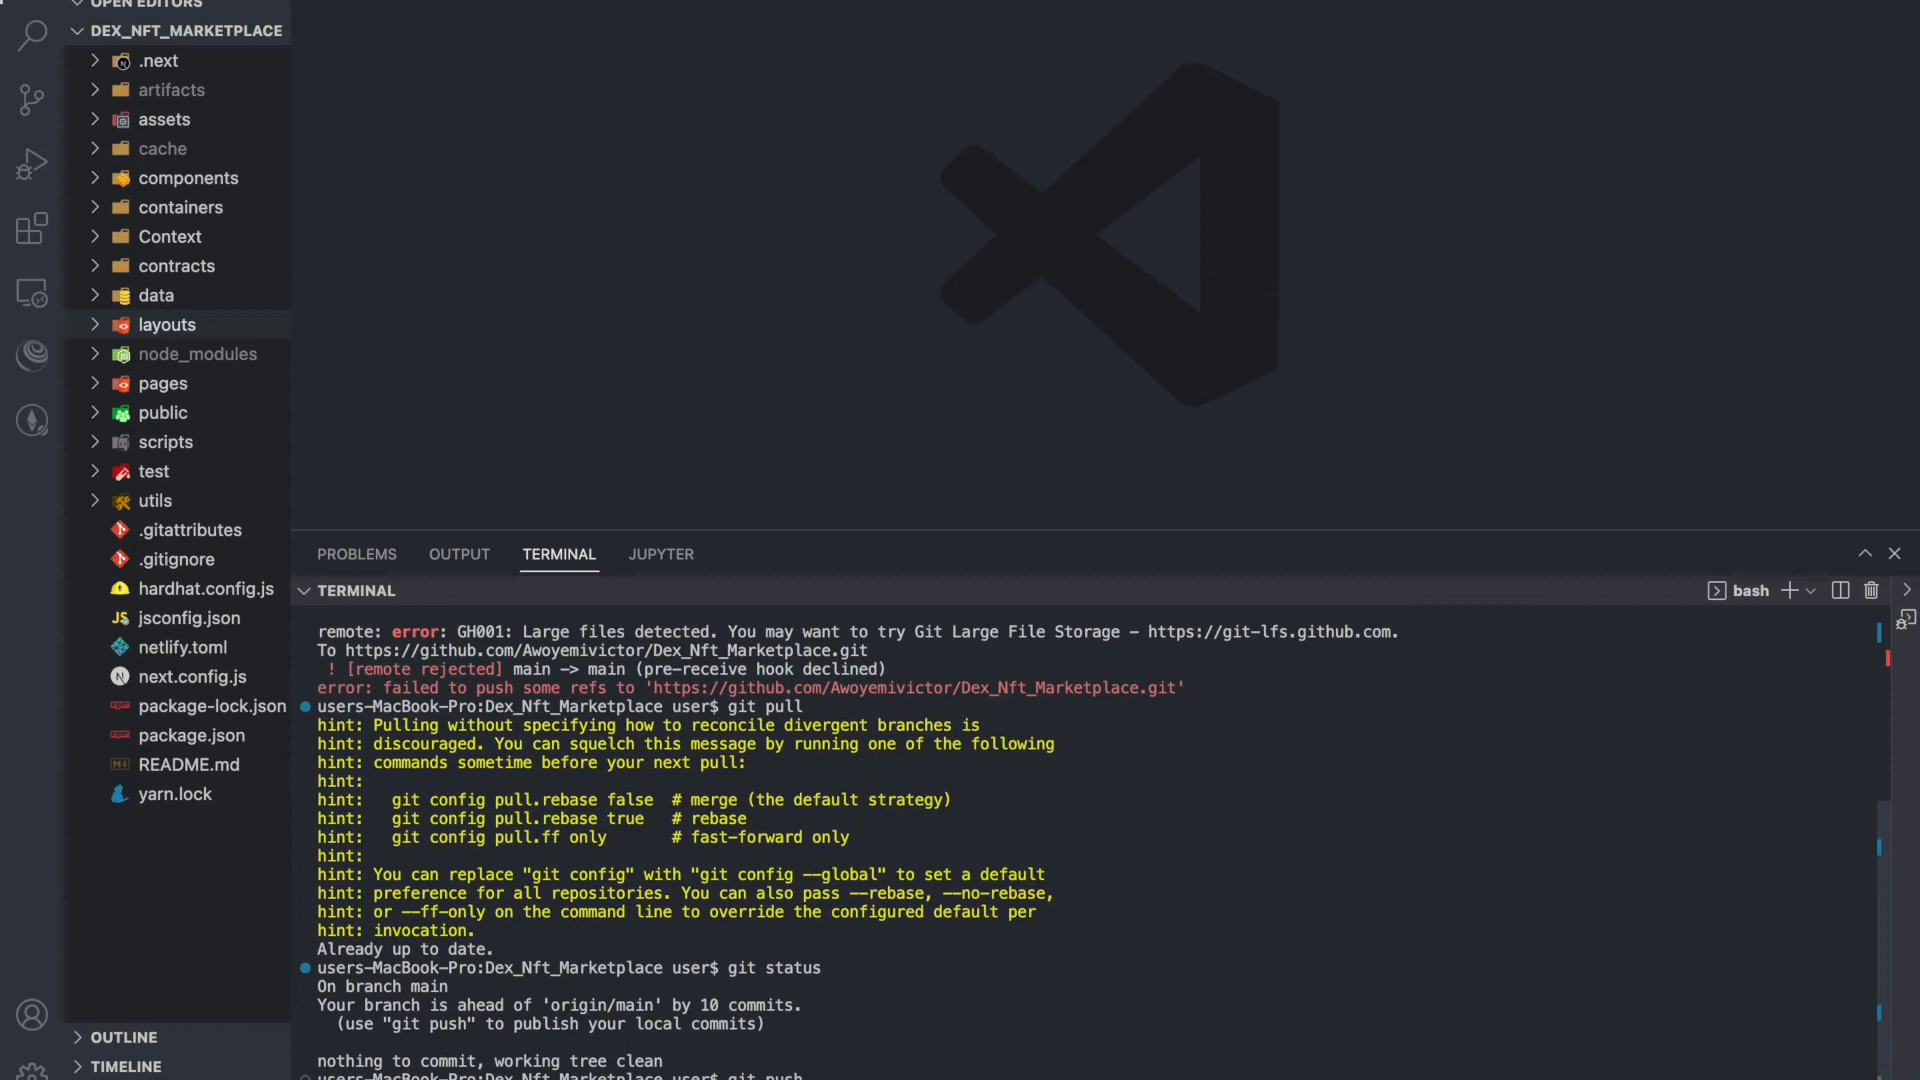 OPEN EDITORS
DEX_NFT_MARKETPLACE
.next
artifacts
assets
cache
components
containers
Context
contracts
data
layouts
node_modules
pages
public
scripts
test
utils
.gitattributes
.gitignore
hardhat.config.js
JS jsconfig.json
netlify.toml
N next.config.js
package-lock.json
package.json
README.md
yarn.lock
OUTLINE
TIMELINE
PROBLEMS OUTPUT TERMINAL JUPYTER
TERMINAL bash
remote: error: GH001: Large files detected. You may want to try Git Large File Storage - https://git-lfs.github.com.
To https://github.com/Awoyemivictor/Dex_Nft_Marketplace.git
! [remote rejected] main -> main (pre-receive hook declined)
error: failed to push some refs to 'https://github.com/Awoyemivictor/Dex_Nft_Marketplace.git'
users-MacBook-Pro:Dex_Nft_Marketplace user$ git pull
hint: Pulling without specifying how to reconcile divergent branches is
hint: discouraged. You can squelch this message by running one of the following
hint: commands sometime before your next pull:
hint:
hint:   git config pull.rebase false  # merge (the default strategy)
hint:   git config pull.rebase true   # rebase
hint:   git config pull.ff only       # fast-forward only
hint:
hint: You can replace "git config" with "git config --global" to set a default
hint: preference for all repositories. You can also pass --rebase, --no-rebase,
hint: or --ff-only on the command line to override the configured default per
hint: invocation.
Already up to date.
users-MacBook-Pro:Dex_Nft_Marketplace user$ git status
On branch main
Your branch is ahead of 'origin/main' by 10 commits.
(use "git push" to publish your local commits)
nothing to commit, working tree clean
users-MacBook-Pro:Dex_Nft_Marketplace user$ git push